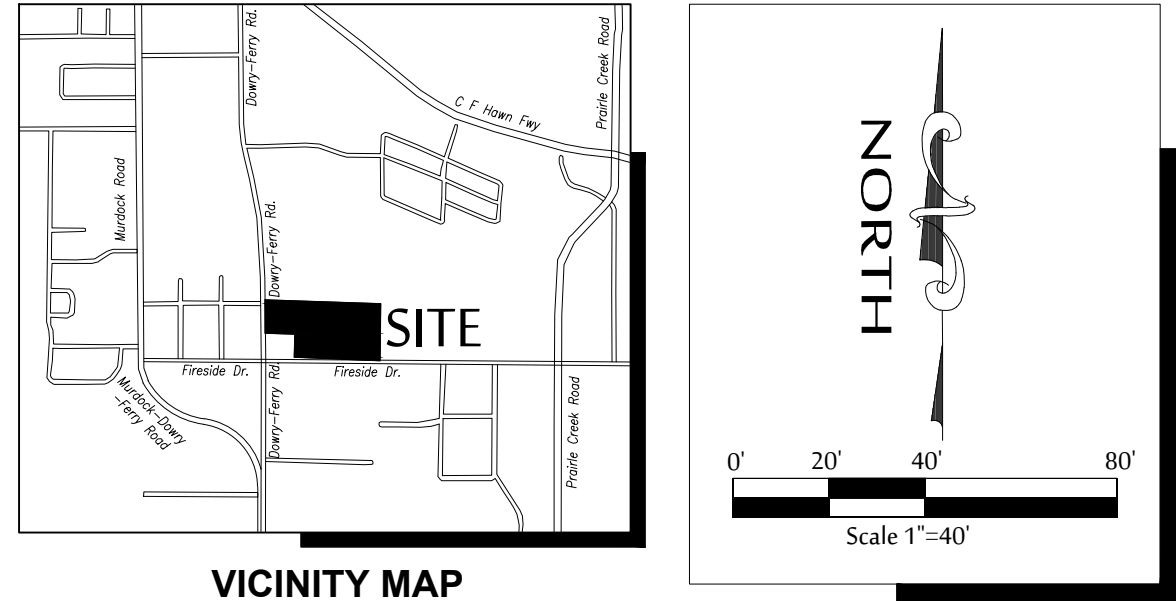 Dowry-Ferry Rd.
Prairie Creek Road
C F Hawn Fwy
Murdock Road
Dowry-Ferry Rd.
SITE
Fireside Dr.
Fireside Dr.
Dowry-Ferry Rd.
Murdock-Dowry
-Ferry Road
Prairie Creek Road
VICINITY MAP
NORTH
0' 20' 40' 80'
Scale 1"=40'